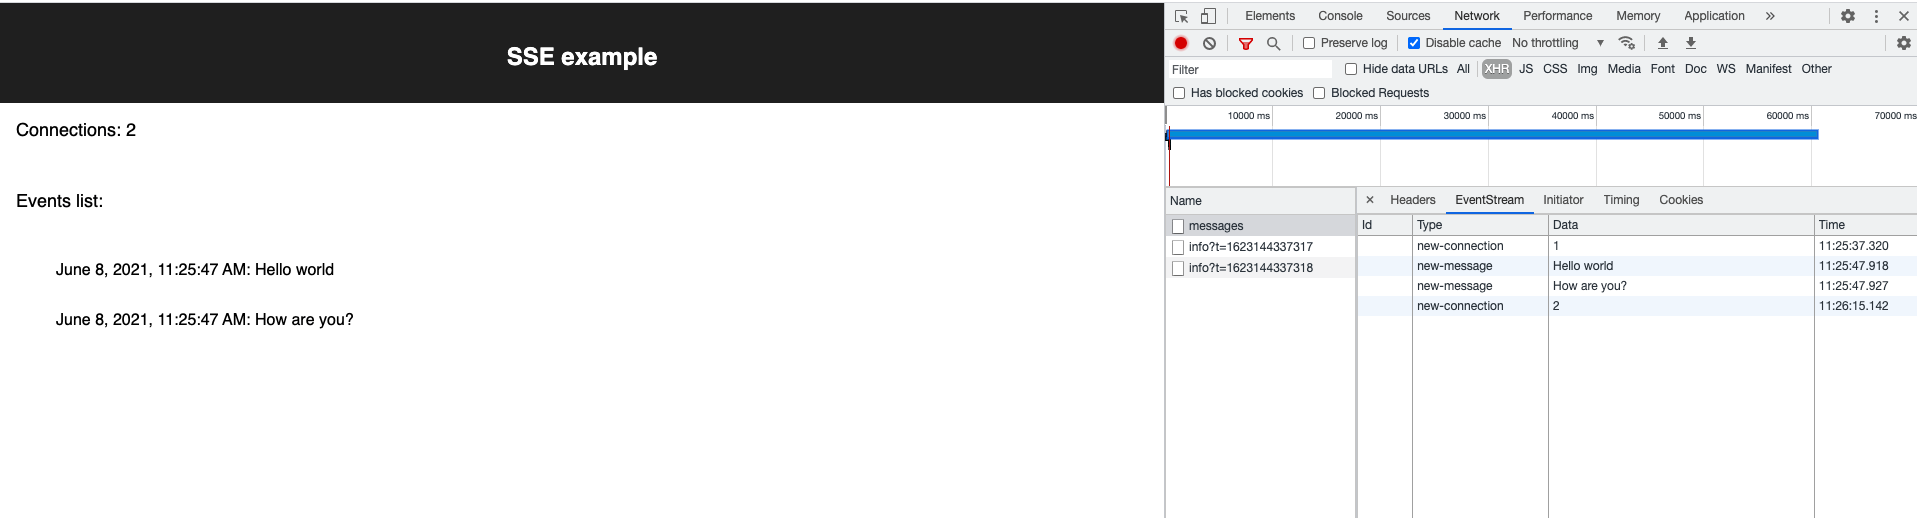 SSE example
Connections: 2
Events list:
June 8, 2021, 11:25:47 AM: Hello world
June 8, 2021, 11:25:47 AM: How are you?
Elements Console Sources Network Performance Memory Application »
Preserve log Disable cache No throttling
Filter Hide data URLs All XHR JS CSS Img Media Font Doc WS Manifest Other
Has blocked cookies Blocked Requests
10000 ms 20000 ms 30000 ms 40000 ms 50000 ms 60000 ms 70000 ms
Name
messages
info?t=1623144337317
info?t=1623144337318
× Headers EventStream Initiator Timing Cookies
Id Type Data Time
new-connection 1 11:25:37.320
new-message Hello world 11:25:47.918
new-message How are you? 11:25:47.927
new-connection 2 11:26:15.142